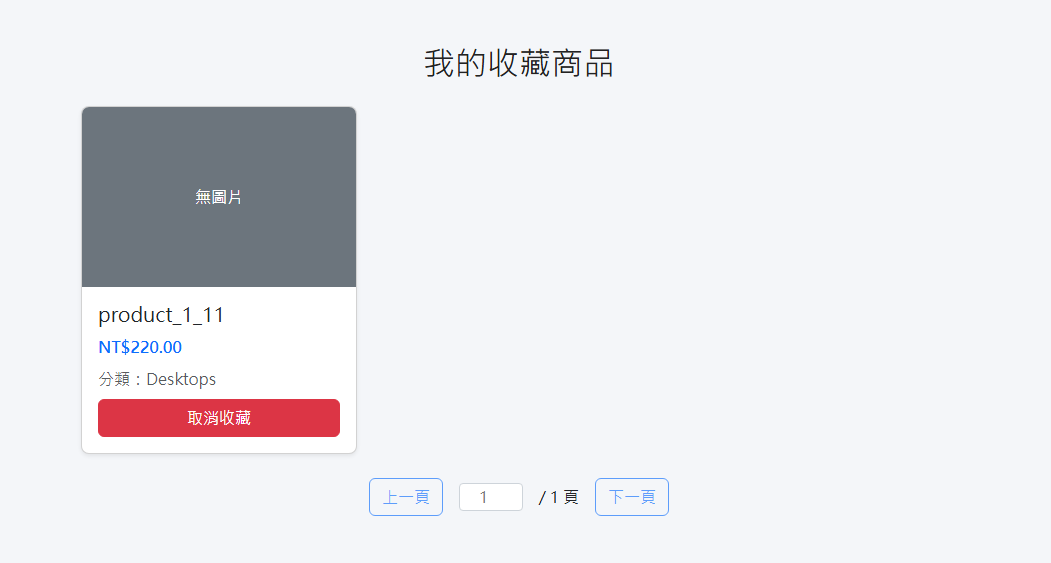 我的收藏商品
無圖片
product_1_11
NT$220.00
分類：Desktops
取消收藏
上一頁 1 / 1 頁 下一頁